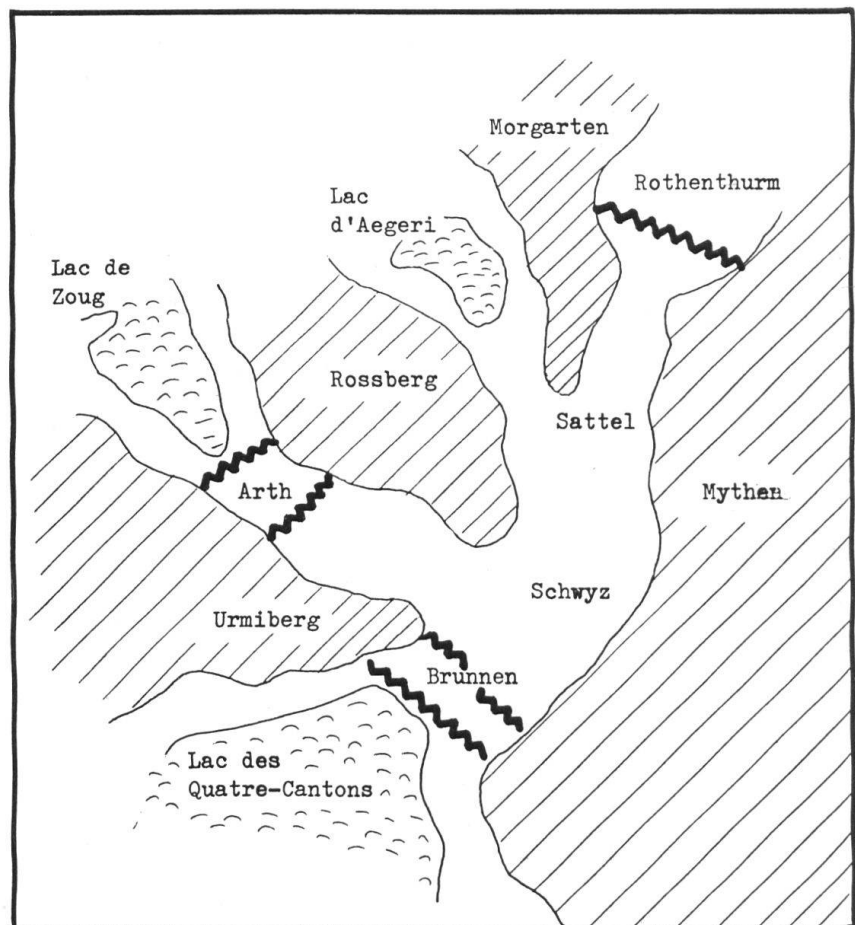 Morgarten
Rothenthurm
Lac
d'Aegeri
Lac de
Zoug
Rossberg
Sattel
Arth
Mythen
Schwyz
Urmiberg
Brunnen
Lac des
Quatre-Cantons